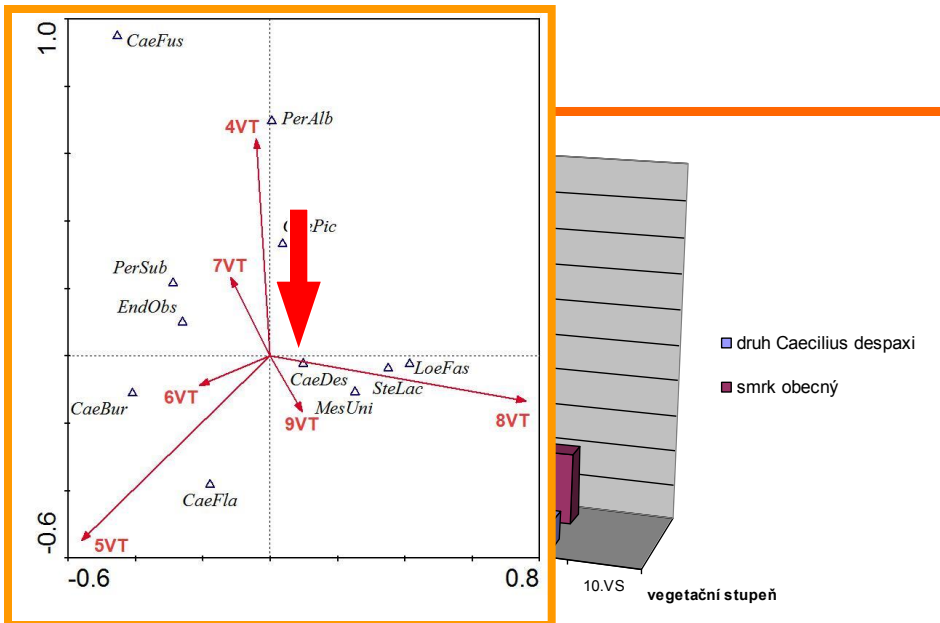 1.0
CaeFus
PerAlb
4VT
Pic
7VT
PerSub
EndObs
CaeDes
LoeFas
SteLac
6VT
CaeBur
MesUni
9VT
8VT
CaeFla
5VT
-0.6
-0.6
0.8
druh Caecilius despaxi
smrk obecný
10.VS
vegetační stupeň